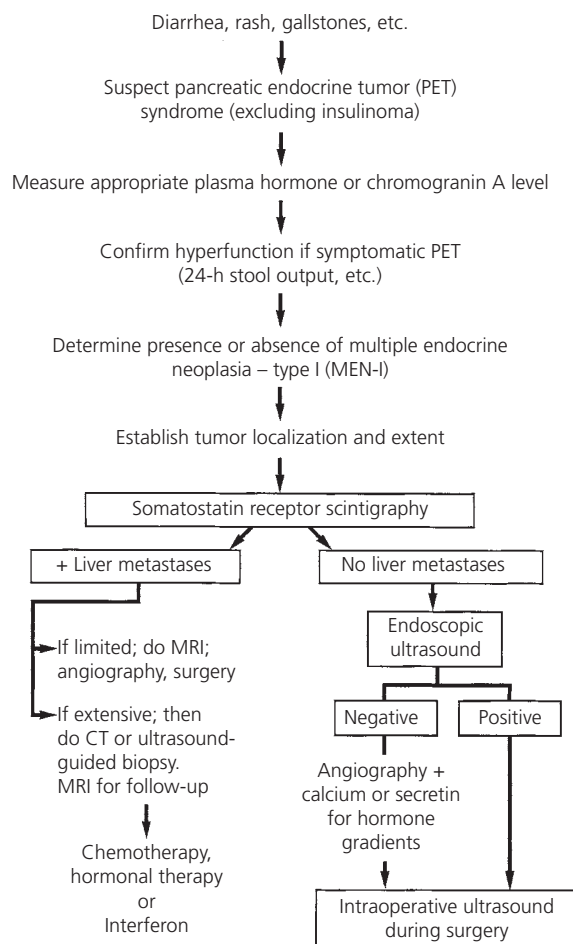 Diarrhea, rash, gallstones, etc.
Suspect pancreatic endocrine tumor (PET)
syndrome (excluding insulinoma)
Measure appropriate plasma hormone or chromogranin A level
Confirm hyperfunction if symptomatic PET
(24-h stool output, etc.)
Determine presence or absence of multiple endocrine
neoplasia – type I (MEN-I)
Establish tumor localization and extent
Somatostatin receptor scintigraphy
+ Liver metastases
If limited; do MRI;
angiography, surgery
If extensive; then
do CT or ultrasound-
guided biopsy.
MRI for follow-up
Chemotherapy,
hormonal therapy
or
Interferon
No liver metastases
Endoscopic
ultrasound
Negative
Positive
Angiography +
calcium or secretin
for hormone
gradients
Intraoperative ultrasound
during surgery